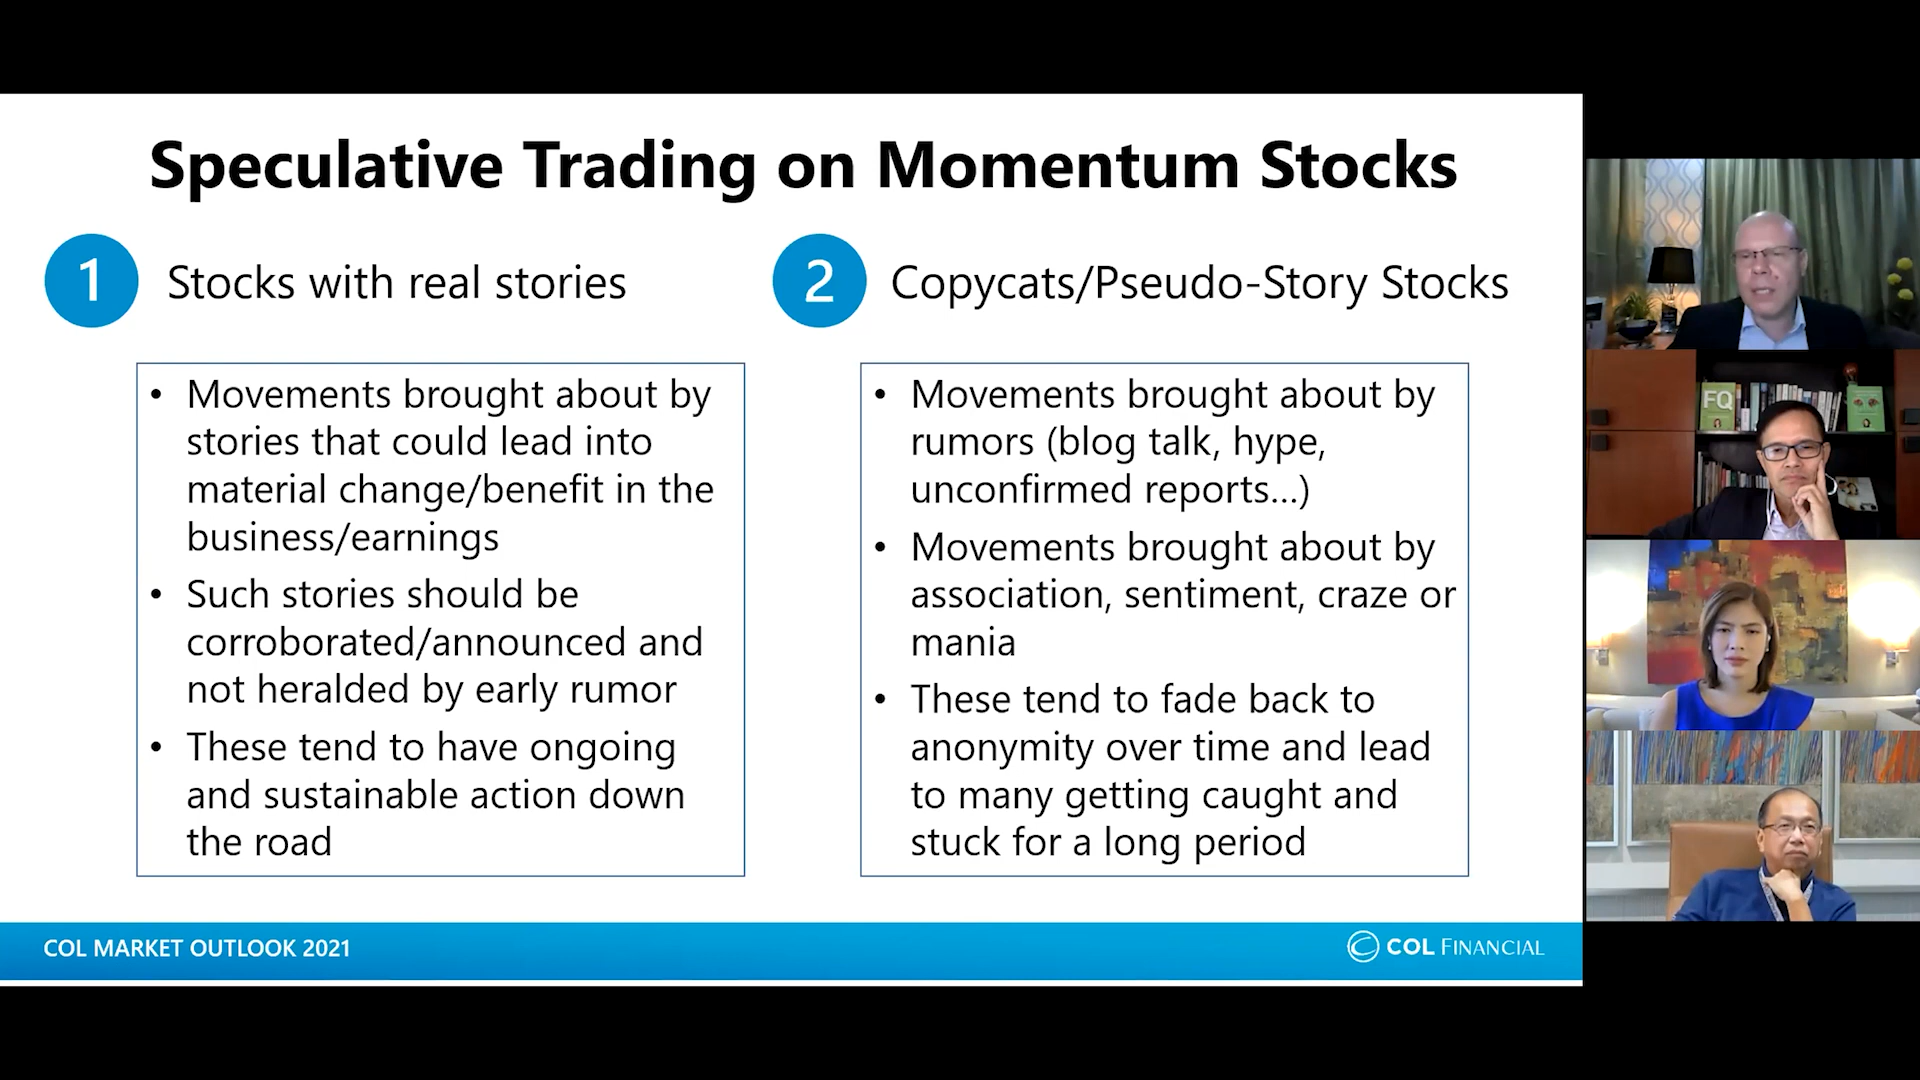 Speculative Trading on Momentum Stocks
1
Stocks with real stories
• Movements brought about by
stories that could lead into
material change/benefit in the
business/earnings
• Such stories should be
corroborated/announced and
not heralded by early rumor
• These tend to have ongoing
and sustainable action down
the road
2
Copycats/Pseudo-Story Stocks
• Movements brought about by
rumors (blog talk, hype,
unconfirmed reports...)
• Movements brought about by
association, sentiment, craze or
mania
• These tend to fade back to
anonymity over time and lead
to many getting caught and
stuck for a long period
COL MARKET OUTLOOK 2021
COL FINANCIAL
FQ